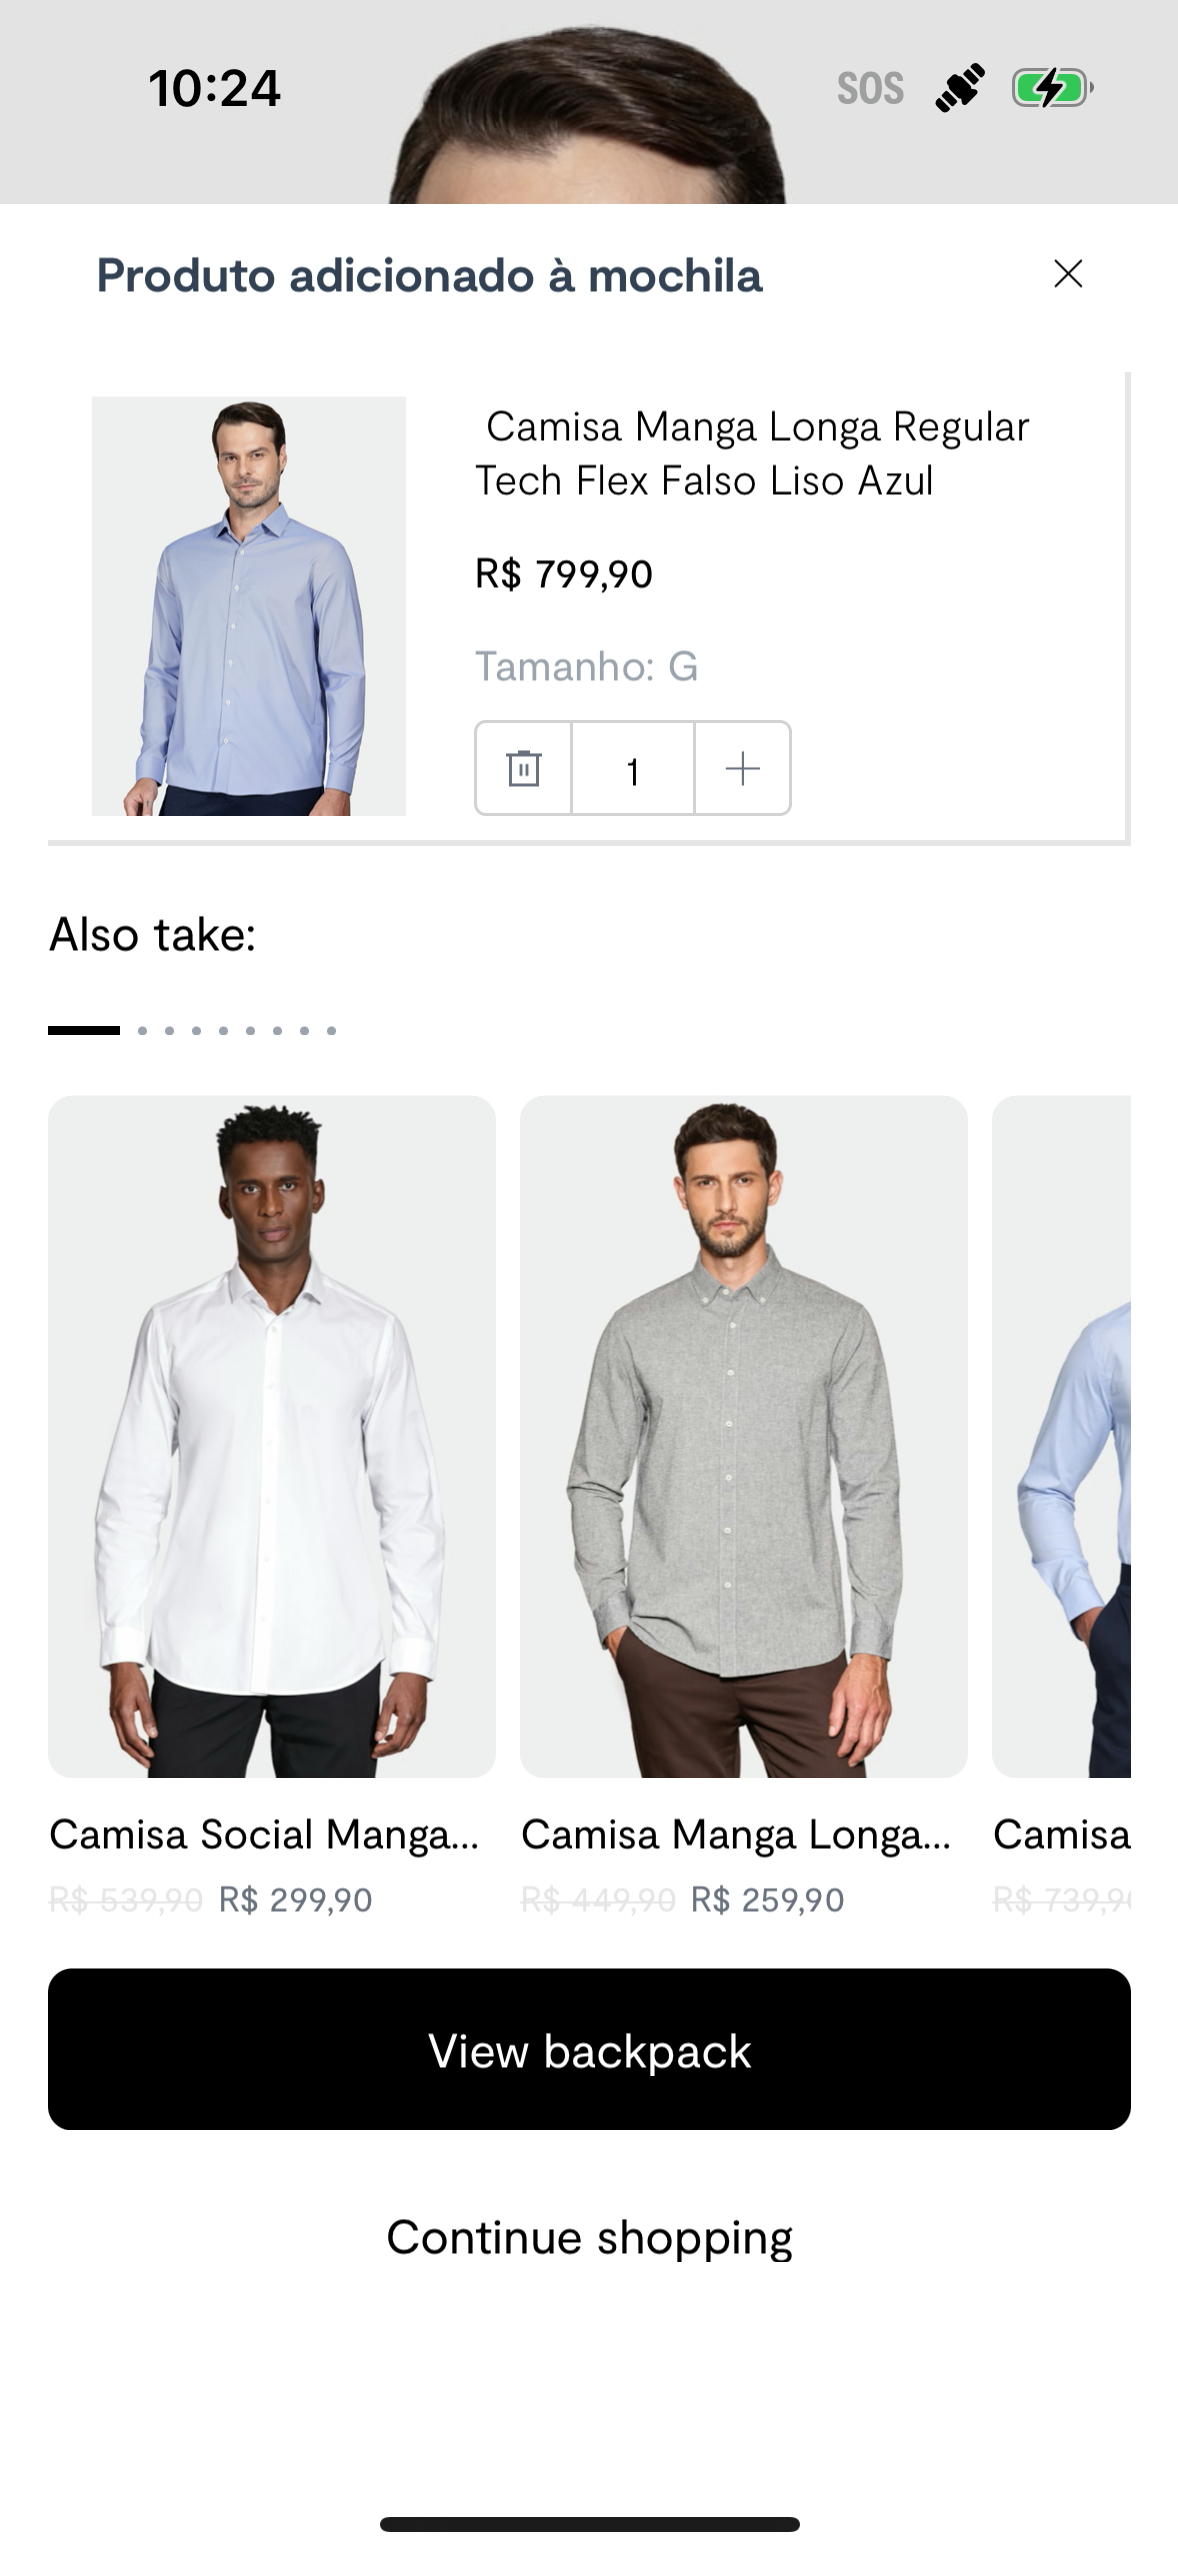 10:24
SOS
Produto adicionado à mochila
Camisa Manga Longa Regular
Tech Flex Falso Liso Azul
R$ 799,90
Tamanho: G
1
Also take:
Camisa Social Manga... Camisa Manga Longa... Camisa
R$ 539,90 R$ 299,90 R$ 449,90 R$ 259,90 R$ 739,9
View backpack
Continue shopping